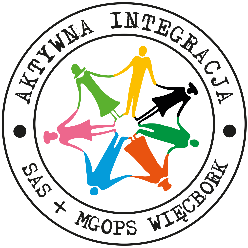 AKTYWNA INTEGRACJA
SAS + MGOPS WIĘCBORK